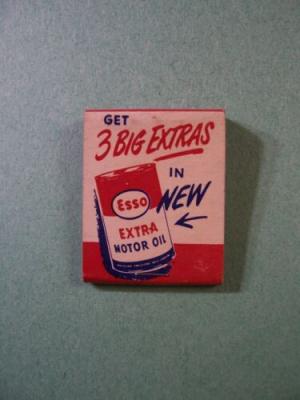 GET
3 BIG EXTRAS
IN
NEW
Esso
EXTRA
MOTOR OIL